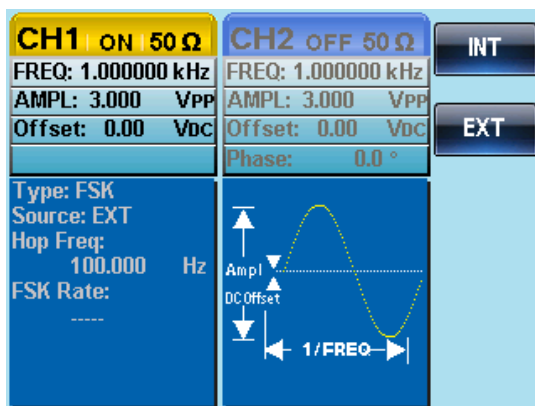 CH1 ON 50 Ω
FREQ: 1.000000 kHz
AMPL: 3.000 VPP
Offset: 0.00 VDC
CH2 OFF 50 Ω
FREQ: 1.000000 kHz
AMPL: 3.000 VPP
Offset: 0.00 VDC
Phase: 0.0 °
INT
EXT
Type: FSK
Source: EXT
Hop Freq:
100.000 Hz
FSK Rate:
-----
Ampl
DC Offset
1/FREQ